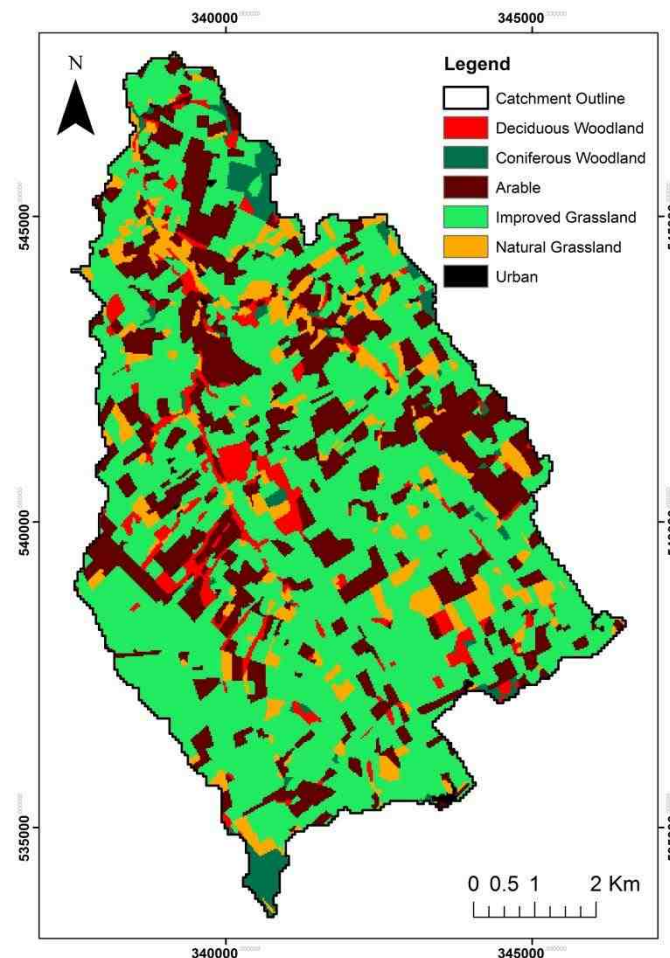 340000
345000
N
Legend
Catchment Outline
Deciduous Woodland
Coniferous Woodland
Arable
Improved Grassland
Natural Grassland
Urban
545000
540000
535000
0 0.5 1 2 Km
340000
345000